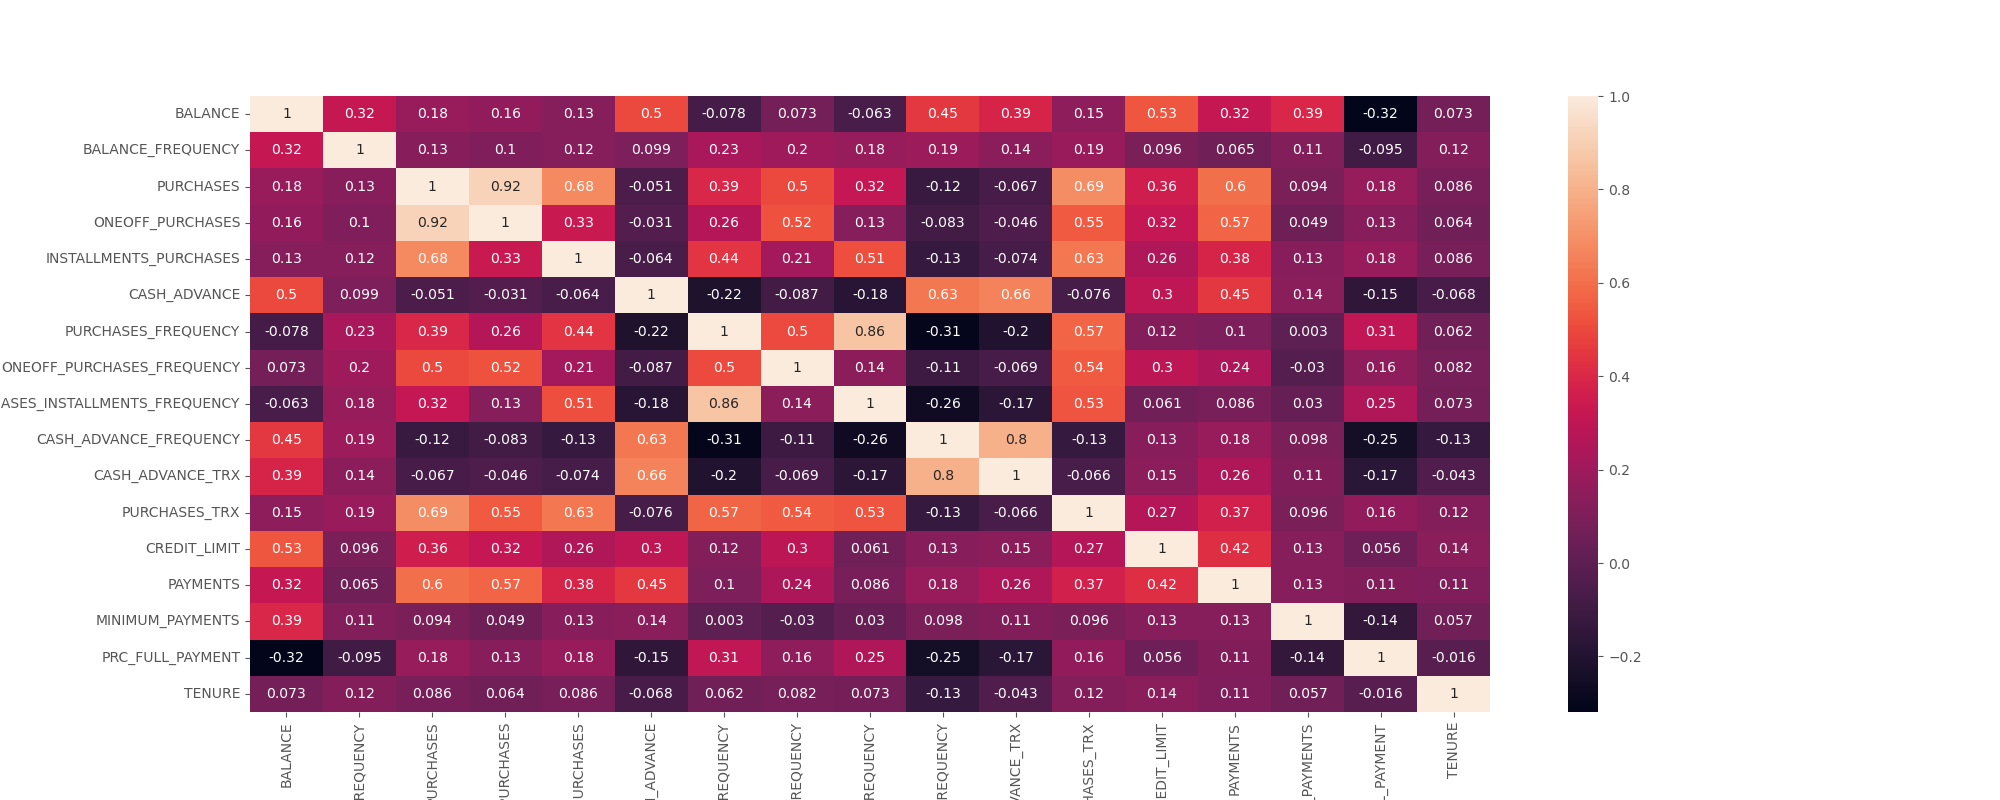 BALANCE 1 0.32 0.18 0.16 0.13 0.5 -0.078 0.073 -0.063 0.45 0.39 0.15 0.53 0.32 0.39 -0.32 0.073
BALANCE_FREQUENCY 0.32 1 0.13 0.1 0.12 0.099 0.23 0.2 0.18 0.19 0.14 0.19 0.096 0.065 0.11 -0.095 0.12
PURCHASES 0.18 0.13 1 0.92 0.68 -0.051 0.39 0.5 0.32 -0.12 -0.067 0.69 0.36 0.6 0.094 0.18 0.086
ONEOFF_PURCHASES 0.16 0.1 0.92 1 0.33 -0.031 0.26 0.52 0.13 -0.083 -0.046 0.55 0.32 0.57 0.049 0.13 0.064
INSTALLMENTS_PURCHASES 0.13 0.12 0.68 0.33 1 -0.064 0.44 0.21 0.51 -0.13 -0.074 0.63 0.26 0.38 0.13 0.18 0.086
CASH_ADVANCE 0.5 0.099 -0.051 -0.031 -0.064 1 -0.22 -0.087 -0.18 0.63 0.66 -0.076 0.3 0.45 0.14 -0.15 -0.068
PURCHASES_FREQUENCY -0.078 0.23 0.39 0.26 0.44 -0.22 1 0.5 0.86 -0.31 -0.2 0.57 0.12 0.1 0.003 0.31 0.062
ONEOFF_PURCHASES_FREQUENCY 0.073 0.2 0.5 0.52 0.21 -0.087 0.5 1 0.14 -0.11 -0.069 0.54 0.3 0.24 -0.03 0.16 0.082
ASES_INSTALLMENTS_FREQUENCY -0.063 0.18 0.32 0.13 0.51 -0.18 0.86 0.14 1 -0.26 -0.17 0.53 0.061 0.086 0.03 0.25 0.073
CASH_ADVANCE_FREQUENCY 0.45 0.19 -0.12 -0.083 -0.13 0.63 -0.31 -0.11 -0.26 1 0.8 -0.13 0.13 0.18 0.098 -0.25 -0.13
CASH_ADVANCE_TRX 0.39 0.14 -0.067 -0.046 -0.074 0.66 -0.2 -0.069 -0.17 0.8 1 -0.066 0.15 0.26 0.11 -0.17 -0.043
PURCHASES_TRX 0.15 0.19 0.69 0.55 0.63 -0.076 0.57 0.54 0.53 -0.13 -0.066 1 0.27 0.37 0.096 0.16 0.12
CREDIT_LIMIT 0.53 0.096 0.36 0.32 0.26 0.3 0.12 0.3 0.061 0.13 0.15 0.27 1 0.42 0.13 0.056 0.14
PAYMENTS 0.32 0.065 0.6 0.57 0.38 0.45 0.1 0.24 0.086 0.18 0.26 0.37 0.42 1 0.13 0.11 0.11
MINIMUM_PAYMENTS 0.39 0.11 0.094 0.049 0.13 0.14 0.003 -0.03 0.03 0.098 0.11 0.096 0.13 0.13 1 -0.14 0.057
PRC_FULL_PAYMENT -0.32 -0.095 0.18 0.13 0.18 -0.15 0.31 0.16 0.25 -0.25 -0.17 0.16 0.056 0.11 -0.14 1 -0.016
TENURE 0.073 0.12 0.086 0.064 0.086 -0.068 0.062 0.082 0.073 -0.13 -0.043 0.12 0.14 0.11 0.057 -0.016 1
BALANCE
REQUENCY
PURCHASES
PURCHASES
URCHASES
_ADVANCE
REQUENCY
REQUENCY
REQUENCY
REQUENCY
VANCE_TRX
HASES_TRX
EDIT_LIMIT
PAYMENTS
_PAYMENTS
_PAYMENT
TENURE
1.0
0.8
0.6
0.4
0.2
0.0
-0.2